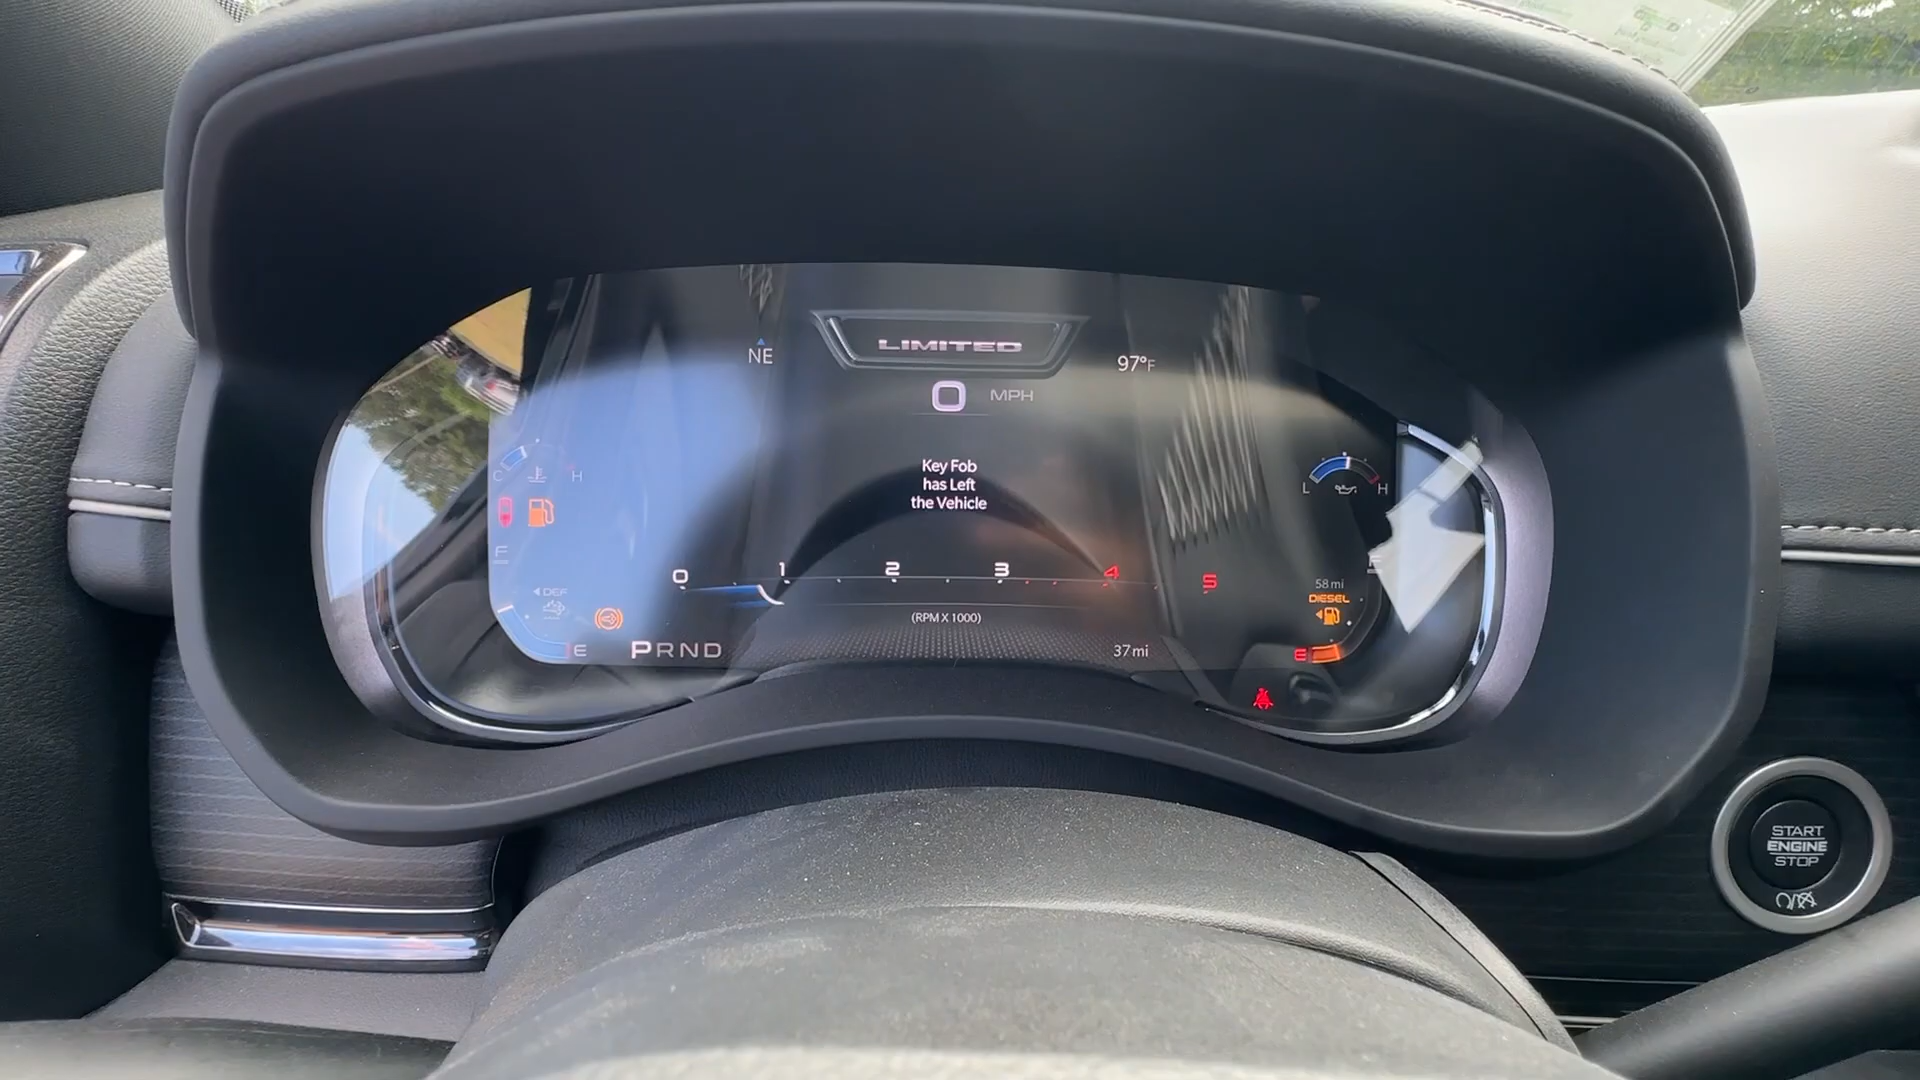 LIMITED
NE
97°F
0 MPH
Key Fob
has Left
the Vehicle
C H
L H
F
0 1 2 3 4 5
58 mi
DEF
DIESEL
(RPM X 1000)
E
PRND
37 mi
E
START
ENGINE
STOP